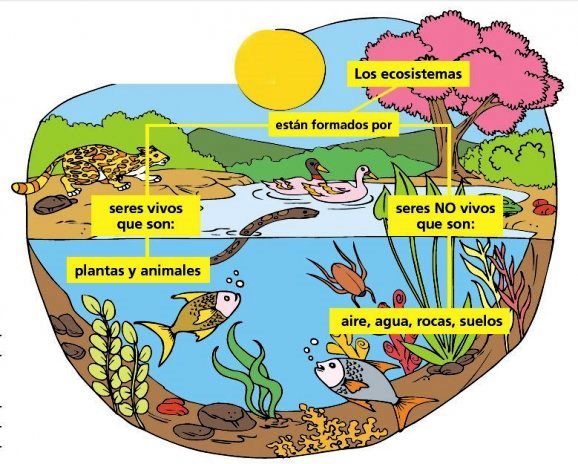 Los ecosistemas
están formados por
seres vivos
que son:
seres NO vivos
que son:
plantas y animales
aire, agua, rocas, suelos